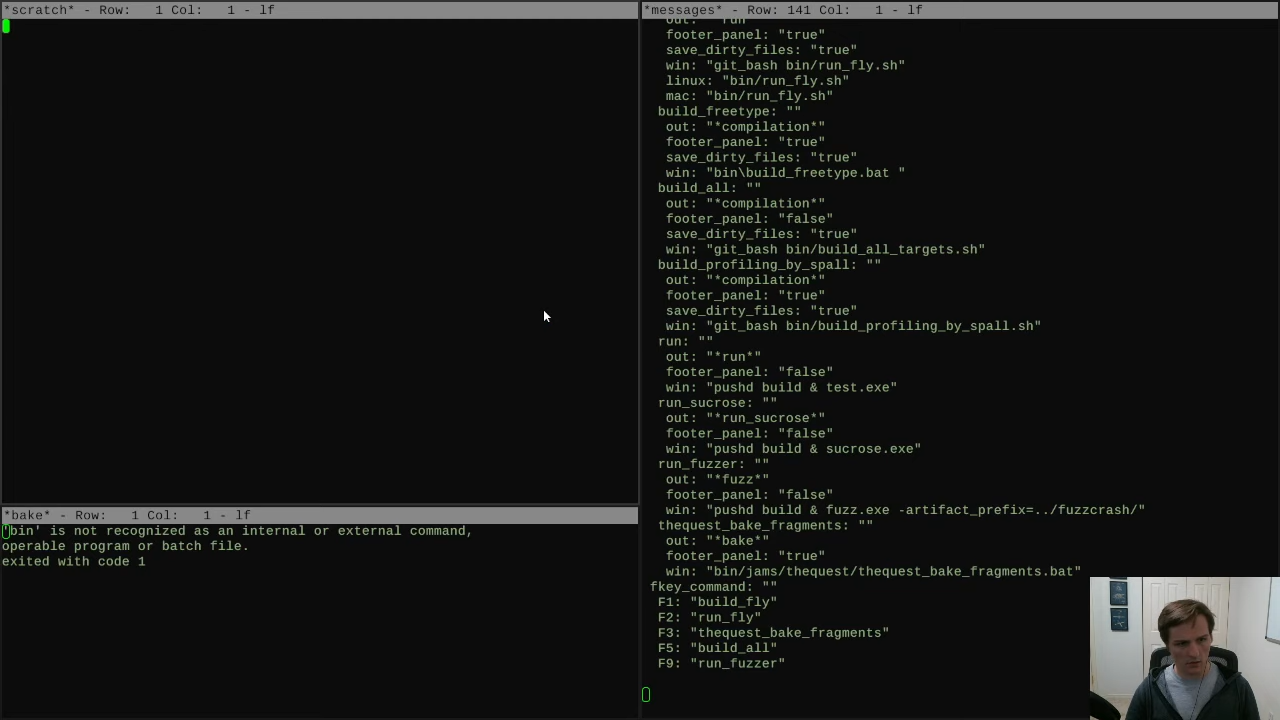 *scratch* - Row:   1 Col:   1 - lf
*bake* - Row:   1 Col:   1 - lf
'bin' is not recognized as an internal or external command,
operable program or batch file.
exited with code 1
*messages* - Row: 141 Col:   1 - lf
out: "*run*"
footer_panel: "true"
save_dirty_files: "true"
win: "git_bash bin/run_fly.sh"
linux: "bin/run_fly.sh"
mac: "bin/run_fly.sh"
build_freetype: ""
out: "*compilation*"
footer_panel: "true"
save_dirty_files: "true"
win: "bin\build_freetype.bat "
build_all: ""
out: "*compilation*"
footer_panel: "false"
save_dirty_files: "true"
win: "git_bash bin/build_all_targets.sh"
build_profiling_by_spall: ""
out: "*compilation*"
footer_panel: "true"
save_dirty_files: "true"
win: "git_bash bin/build_profiling_by_spall.sh"
run: ""
out: "*run*"
footer_panel: "false"
win: "pushd build & test.exe"
run_sucrose: ""
out: "*run_sucrose*"
footer_panel: "false"
win: "pushd build & sucrose.exe"
run_fuzzer: ""
out: "*fuzz*"
footer_panel: "false"
win: "pushd build & fuzz.exe -artifact_prefix=../fuzzcrash/"
thequest_bake_fragments: ""
out: "*bake*"
footer_panel: "true"
win: "bin/jams/thequest/thequest_bake_fragments.bat"
fkey_command: ""
F1: "build_fly"
F2: "run_fly"
F3: "thequest_bake_fragments"
F5: "build_all"
F9: "run_fuzzer"